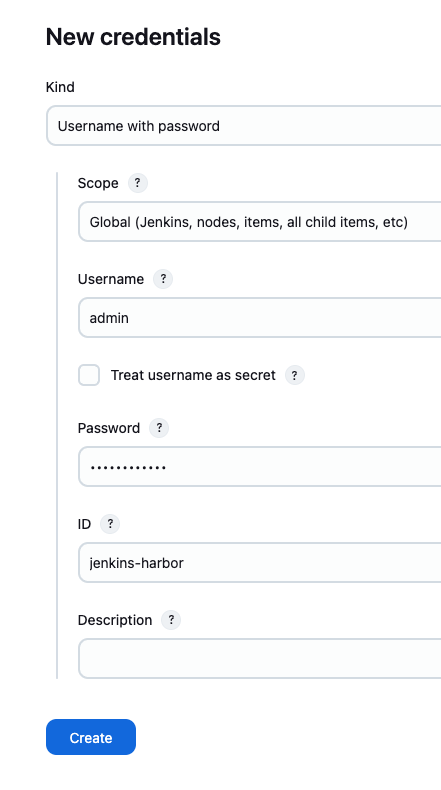 New credentials
Kind
Username with password
Scope ?
Global (Jenkins, nodes, items, all child items, etc)
Username ?
admin
Treat username as secret ?
Password ?
••••••••••••
ID ?
jenkins-harbor
Description ?
Create